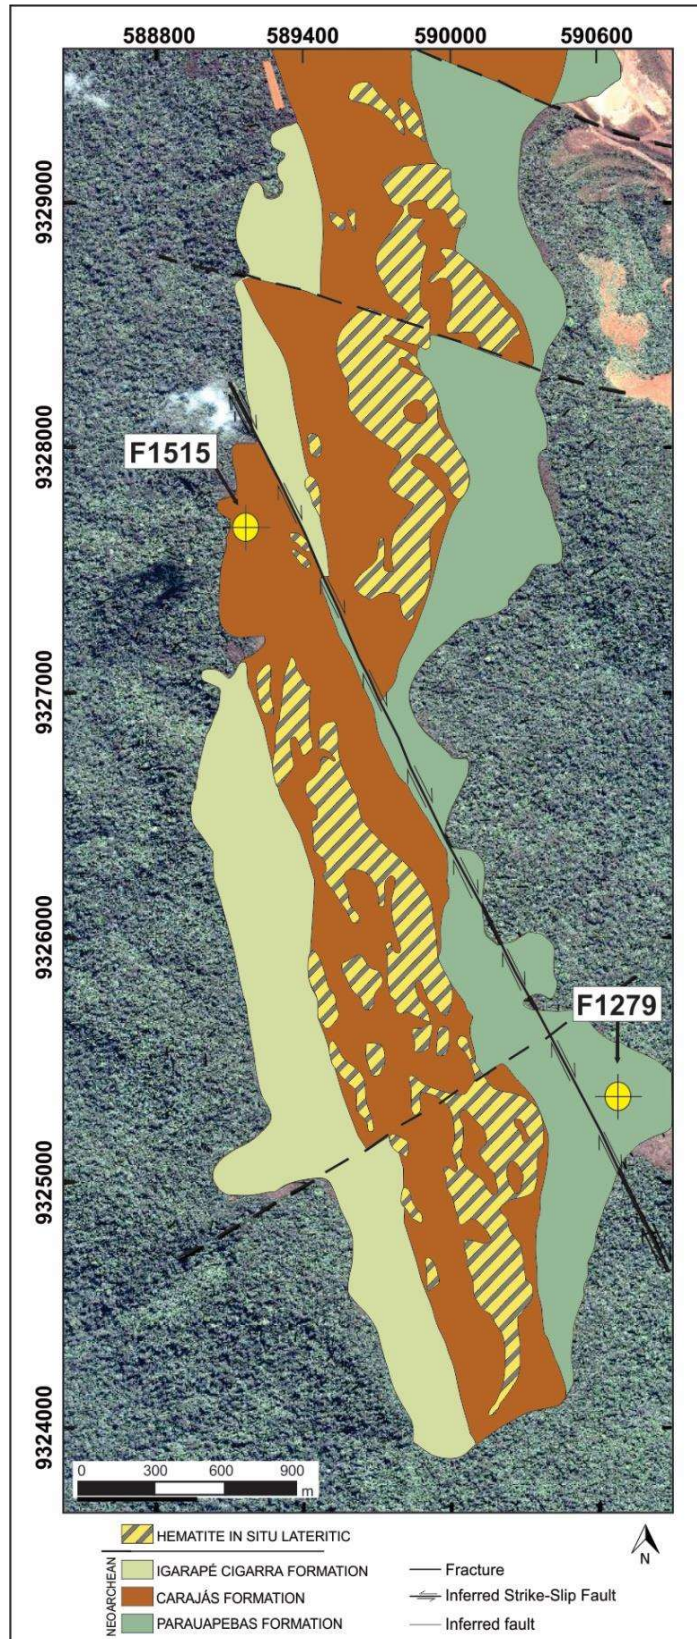 588800 589400 590000 590600
9329000
9328000
F1515
9327000
9326000
F1279
9325000
9324000
0 300 600 900
m
HEMATITE IN SITU LATERITIC
NEOARCHEAN
IGARAPÉ CIGARRA FORMATION
CARAJÁS FORMATION
PARAUAPEBAS FORMATION
Fracture
Inferred Strike-Slip Fault
Inferred fault
N